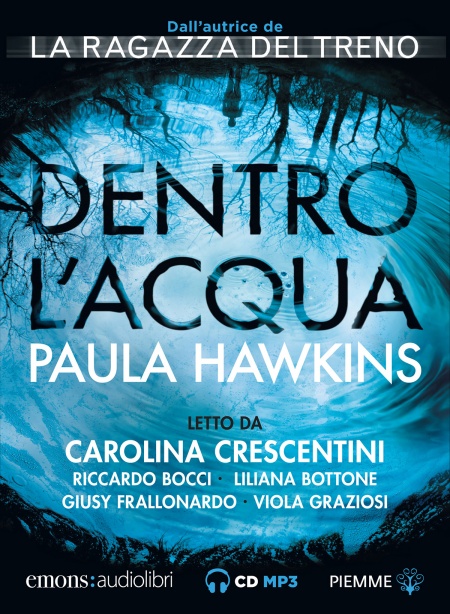 Dall'autrice de
LA RAGAZZA DEL TRENO
DENTRO
L'ACQUA
PAULA HAWKINS
LETTO DA
CAROLINA CRESCENTINI
RICCARDO BOCCI · LILIANA BOTTONE
GIUSY FRALLONARDO · VIOLA GRAZIOSI
emons:audiolibri CD MP3 PIEMME